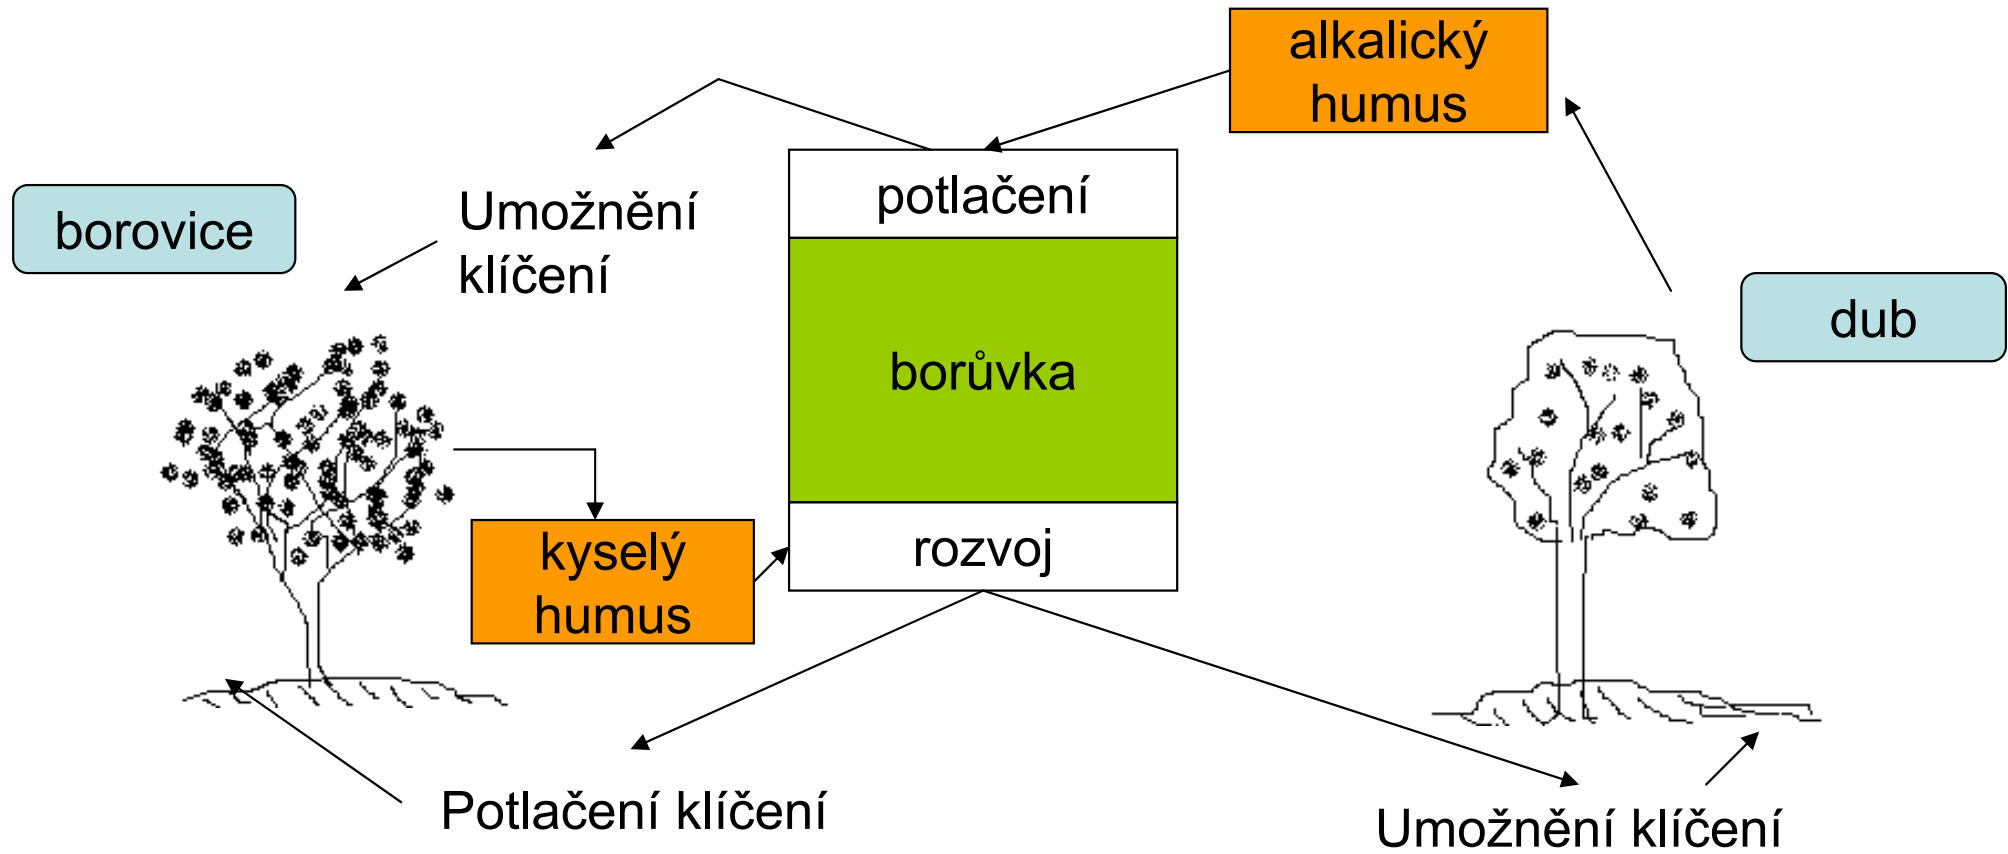 alkalický
humus
potlačení
Umožnění
klíčení
borovice
dub
borůvka
kyselý
humus
rozvoj
Potlačení klíčení
Umožnění klíčení